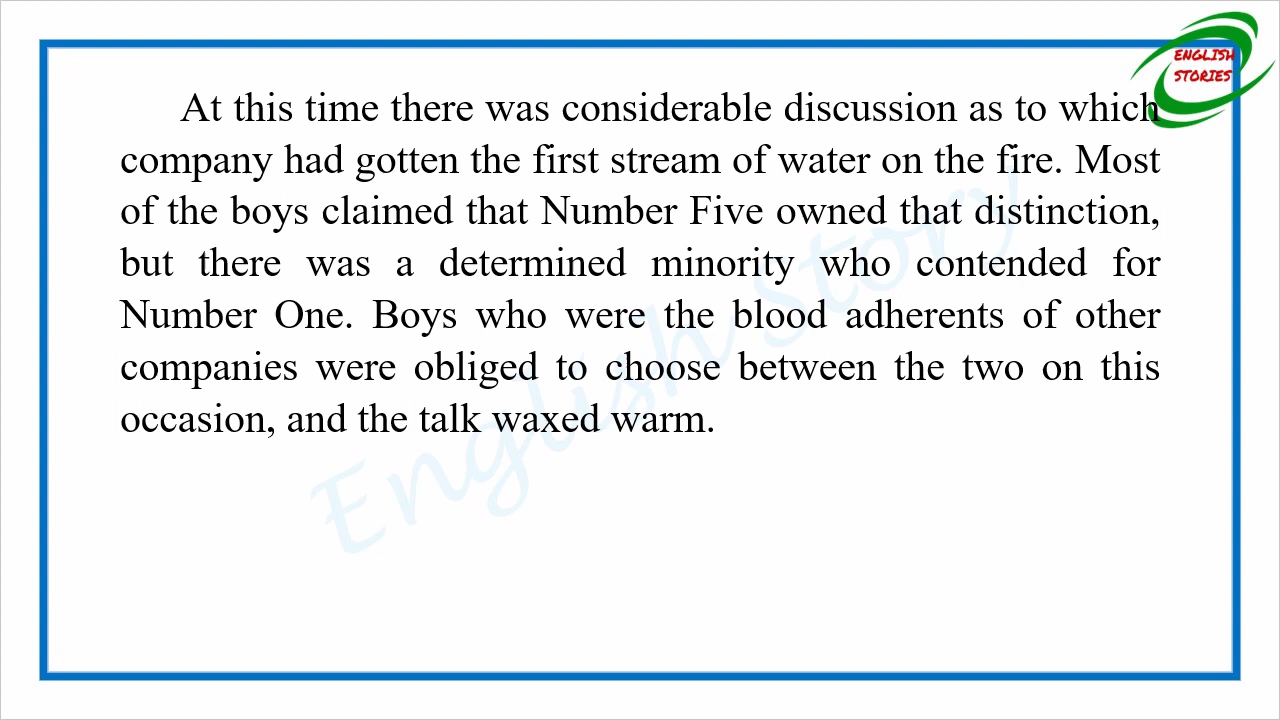 ENGLISH
STORIES
At this time there was considerable discussion as to which
company had gotten the first stream of water on the fire. Most
of the boys claimed that Number Five owned that distinction,
but there was a determined minority who contended for
Number One. Boys who were the blood adherents of other
companies were obliged to choose between the two on this
occasion, and the talk waxed warm.
English Story